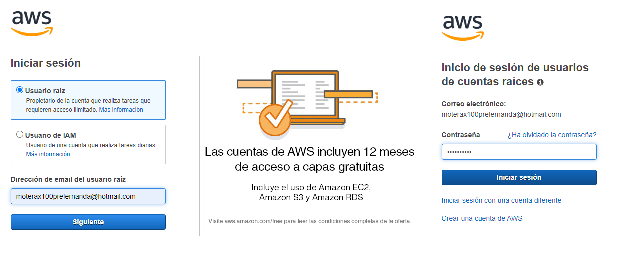 aws
Iniciar sesión
Usuario raíz
Propietario de la cuenta que realiza tareas que
requieren acceso ilimitado. Más información
Usuario de IAM
Usuario de una cuenta que realiza tareas diarias.
Más información
Dirección de email del usuario raíz
moterax100prefernanda@hotmail.com
Siguiente
Las cuentas de AWS incluyen 12 meses
de acceso a capas gratuitas
Incluye el uso de Amazon EC2,
Amazon S3 y Amazon RDS
Visite aws.amazon.com/free para leer las condiciones completas de la oferta
aws
Inicio de sesión de usuarios
de cuentas raíces
Correo electrónico:
moterax100prefernanda@hotmail.com
Contraseña ¿Ha olvidado la contraseña?
Iniciar sesión
Iniciar sesión con una cuenta diferente
Crear una cuenta de AWS